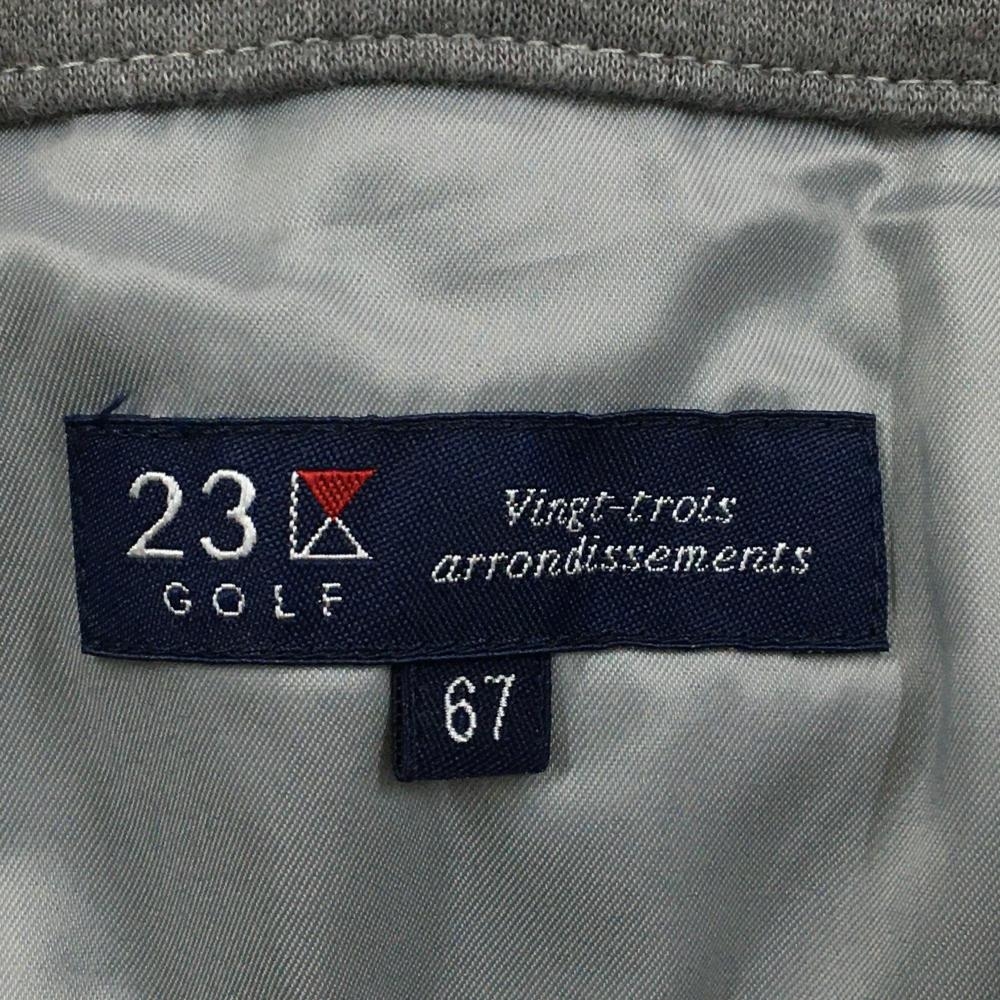 23
GOLF
Vingt-trois
arrondissements
67